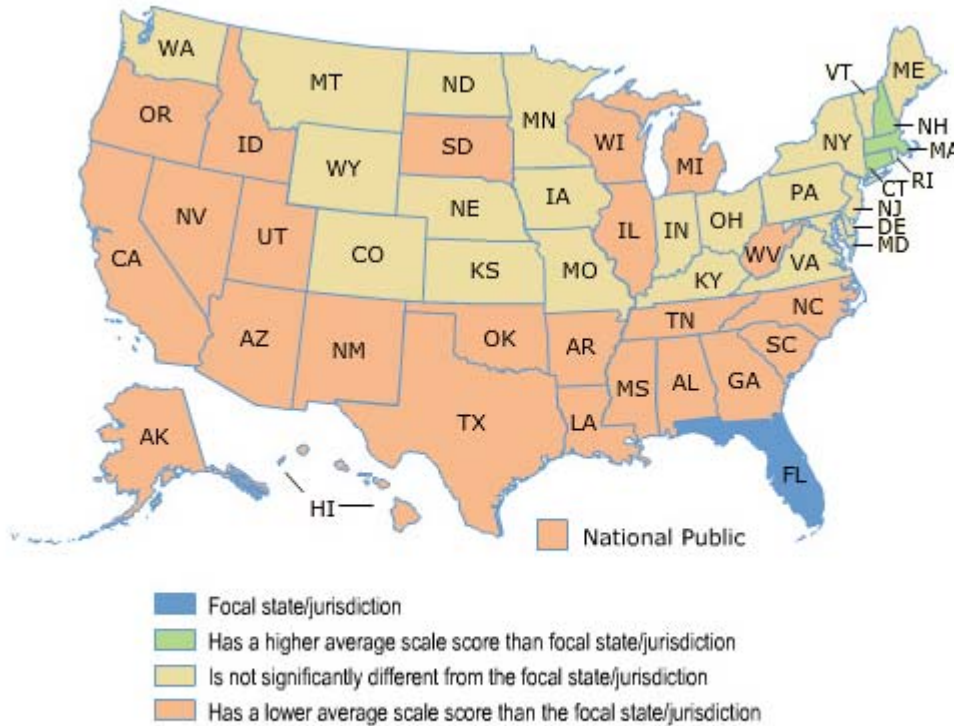 WA
MT
ND
MN
VT
ME
OR
ID
SD
WI
MI
NY
NH
MA
WY
IA
PA
CT
RI
NE
NV
UT
IL
IN
OH
NJ
DE
CA
CO
KS
MO
WV
VA
MD
KY
AZ
NM
OK
AR
TN
NC
SC
MS
AL
GA
TX
LA
AK
FL
HI
National Public
Focal state/jurisdiction
Has a higher average scale score than focal state/jurisdiction
Is not significantly different from the focal state/jurisdiction
Has a lower average scale score than the focal state/jurisdiction